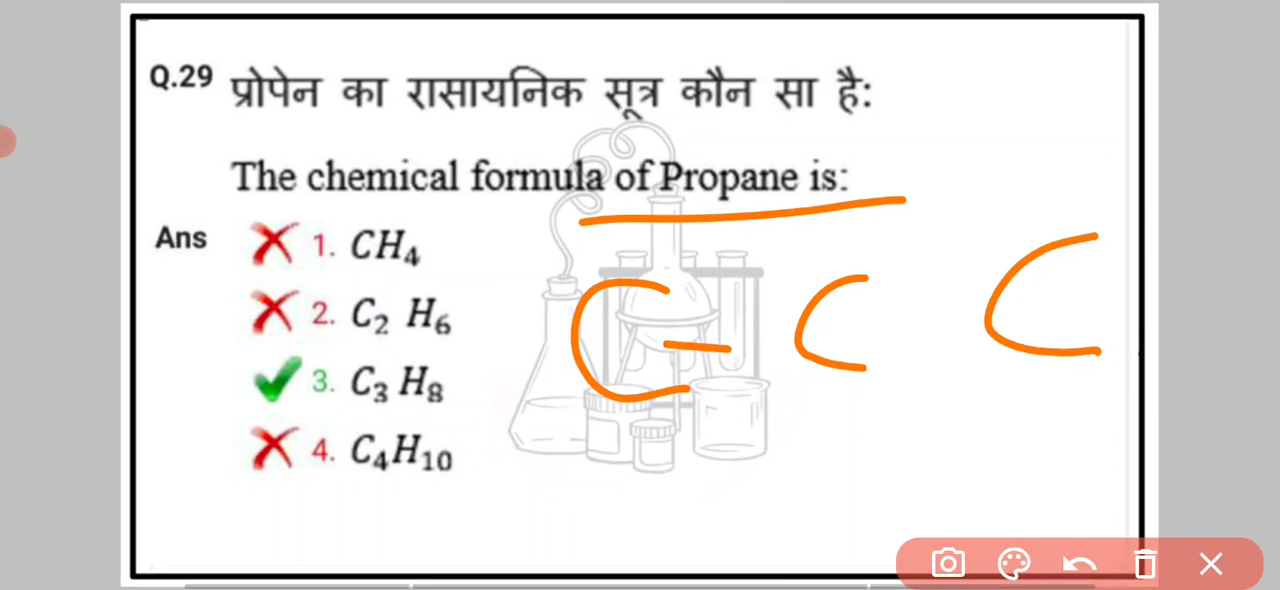 Q.29 प्रोपेन का रासायनिक सूत्र कौन सा है:
The chemical formula of Propane is:
Ans 1. CH₄
2. C₂ H₆
3. C₃ H₈
4. C₄H₁₀
C - C C